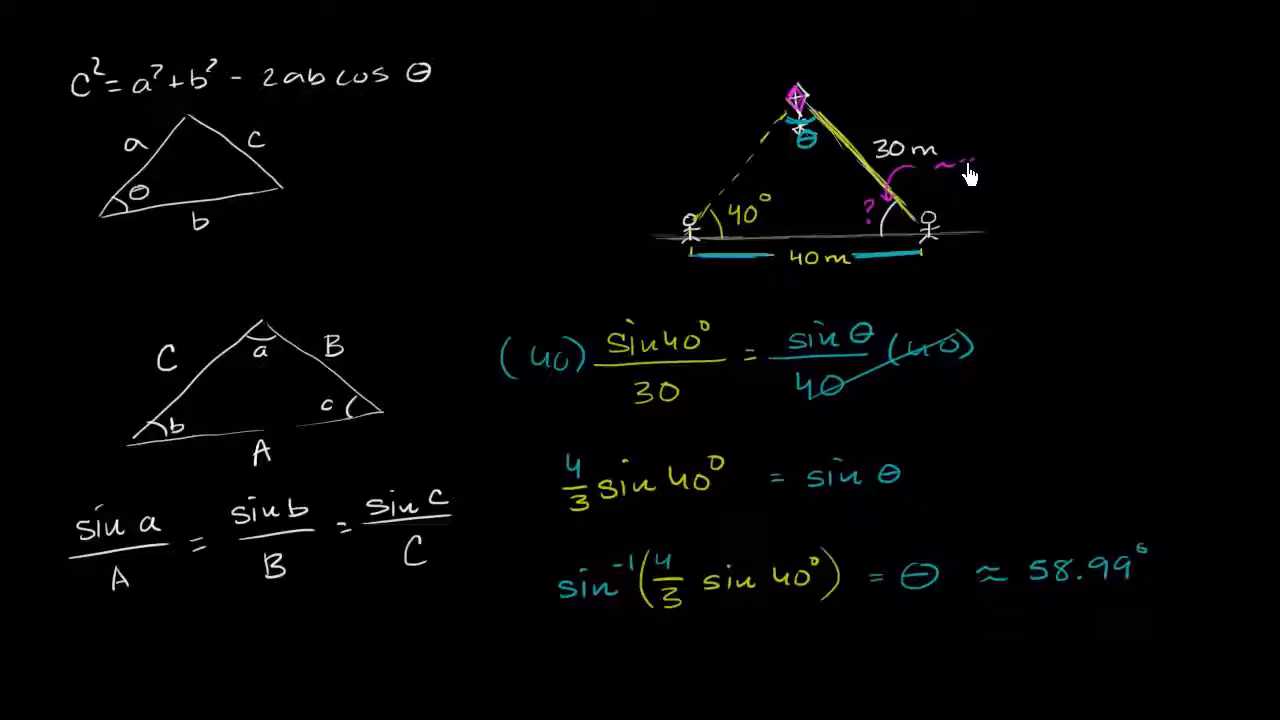 c² = a² + b² - 2ab cos θ
a
c
θ
b
θ
30 m
?
40°
40 m
C
a
B
b
c
A
sin a / A = sin b / B = sin c / C
(40) sin 40° / 30 = sin θ / 40 (40)
4/3 sin 40° = sin θ
sin⁻¹(4/3 sin 40°) = θ ≈ 58.99°